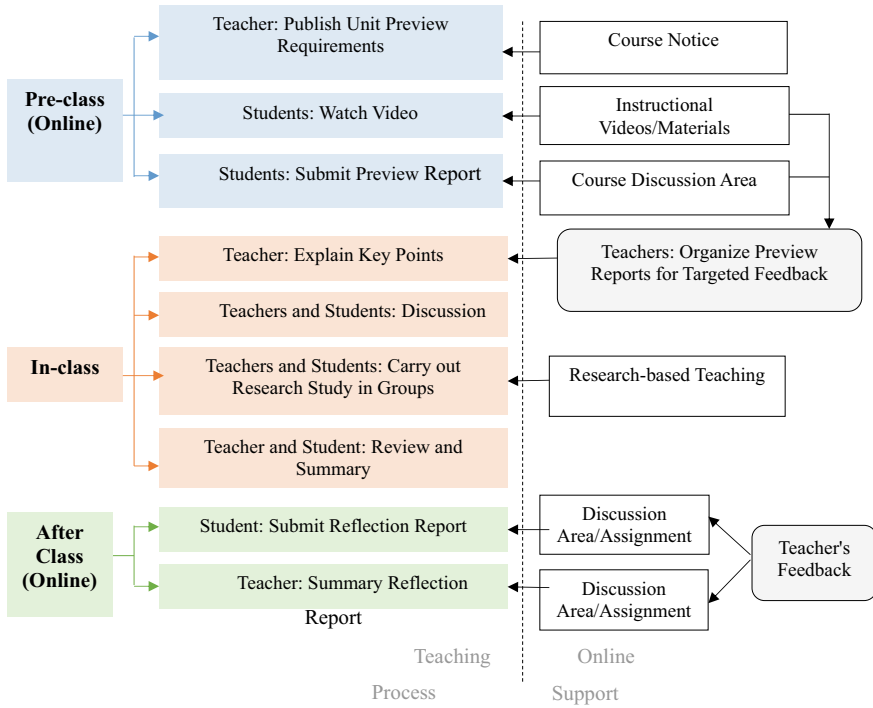 Teacher: Publish Unit Preview
Requirements
Course Notice
Pre-class
(Online)
Students: Watch Video
Instructional
Videos/Materials
Students: Submit Preview Report
Course Discussion Area
Teacher: Explain Key Points
Teachers: Organize Preview
Reports for Targeted Feedback
Teachers and Students: Discussion
In-class
Teachers and Students: Carry out
Research Study in Groups
Research-based Teaching
Teacher and Student: Review and
Summary
After
Class
(Online)
Student: Submit Reflection Report
Discussion
Area/Assignment
Teacher's
Feedback
Teacher: Summary Reflection
Report
Discussion
Area/Assignment
Teaching
Process
Online
Support